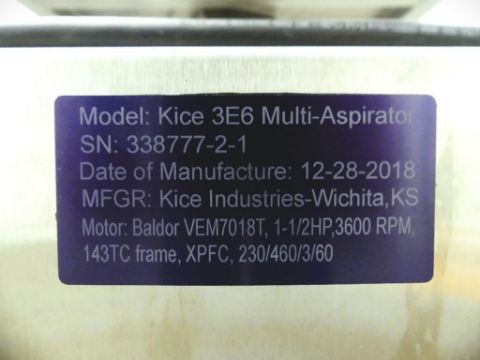 Model: Kice 3E6 Multi-Aspirator
SN: 338777-2-1
Date of Manufacture: 12-28-2018
MFGR: Kice Industries-Wichita,KS
Motor: Baldor VEM7018T, 1-1/2HP,3600 RPM,
143TC frame, XPFC, 230/460/3/60